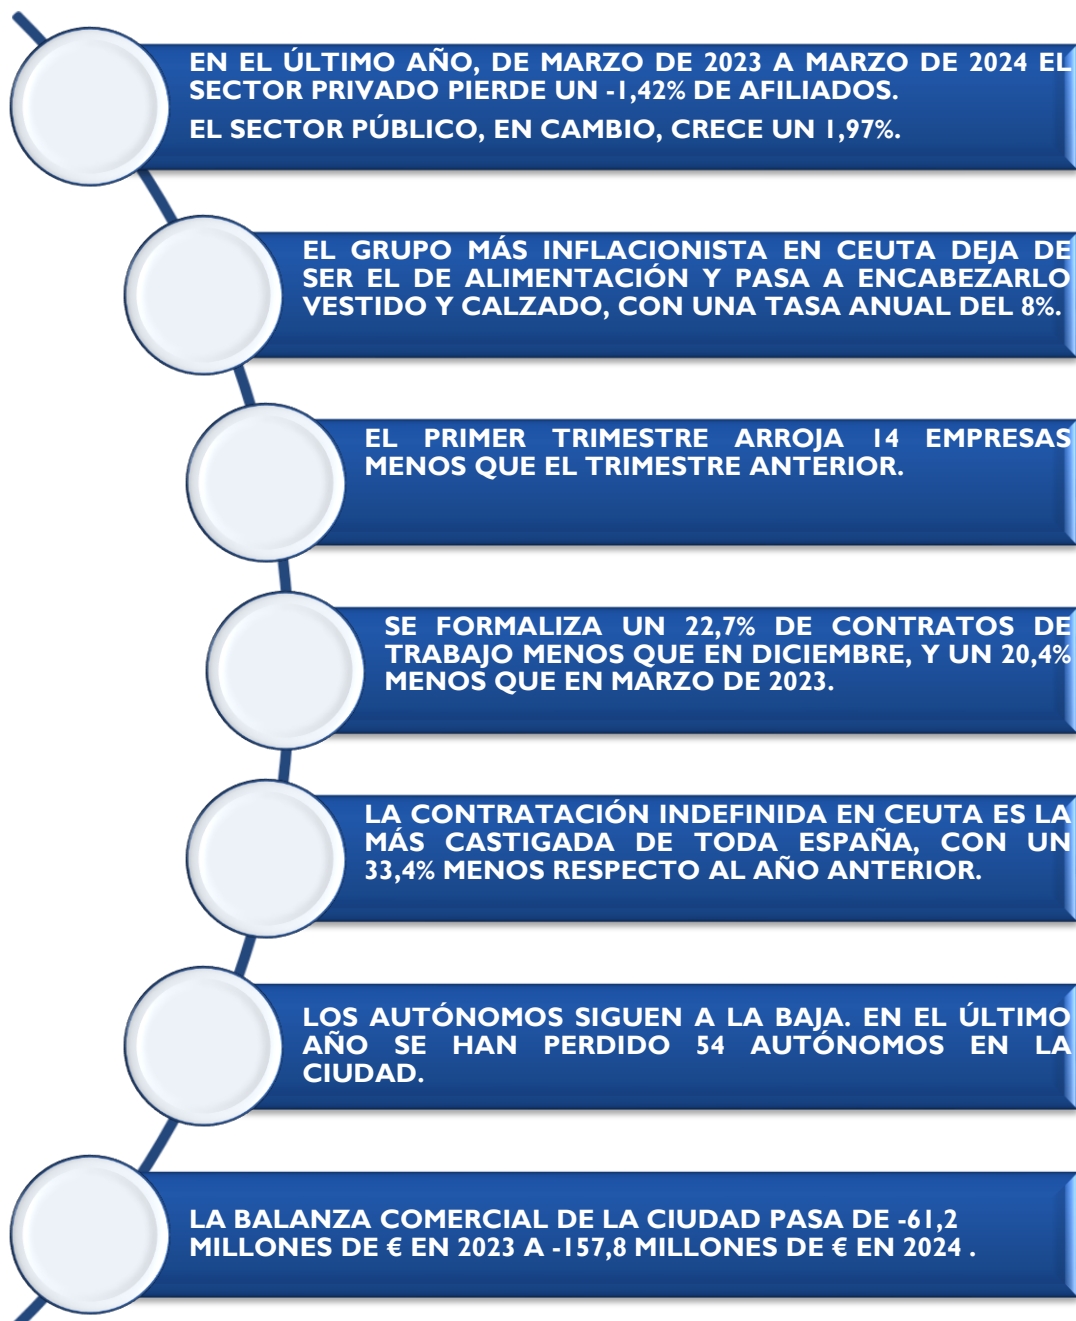 EN EL ÚLTIMO AÑO, DE MARZO DE 2023 A MARZO DE 2024 EL
SECTOR PRIVADO PIERDE UN -1,42% DE AFILIADOS.
EL SECTOR PÚBLICO, EN CAMBIO, CRECE UN 1,97%.
EL GRUPO MÁS INFLACIONISTA EN CEUTA DEJA DE
SER EL DE ALIMENTACIÓN Y PASA A ENCABEZARLO
VESTIDO Y CALZADO, CON UNA TASA ANUAL DEL 8%.
EL PRIMER TRIMESTRE ARROJA 14 EMPRESAS
MENOS QUE EL TRIMESTRE ANTERIOR.
SE FORMALIZA UN 22,7% DE CONTRATOS DE
TRABAJO MENOS QUE EN DICIEMBRE, Y UN 20,4%
MENOS QUE EN MARZO DE 2023.
LA CONTRATACIÓN INDEFINIDA EN CEUTA ES LA
MÁS CASTIGADA DE TODA ESPAÑA, CON UN
33,4% MENOS RESPECTO AL AÑO ANTERIOR.
LOS AUTÓNOMOS SIGUEN A LA BAJA. EN EL ÚLTIMO
AÑO SE HAN PERDIDO 54 AUTÓNOMOS EN LA
CIUDAD.
LA BALANZA COMERCIAL DE LA CIUDAD PASA DE -61,2
MILLONES DE € EN 2023 A -157,8 MILLONES DE € EN 2024 .